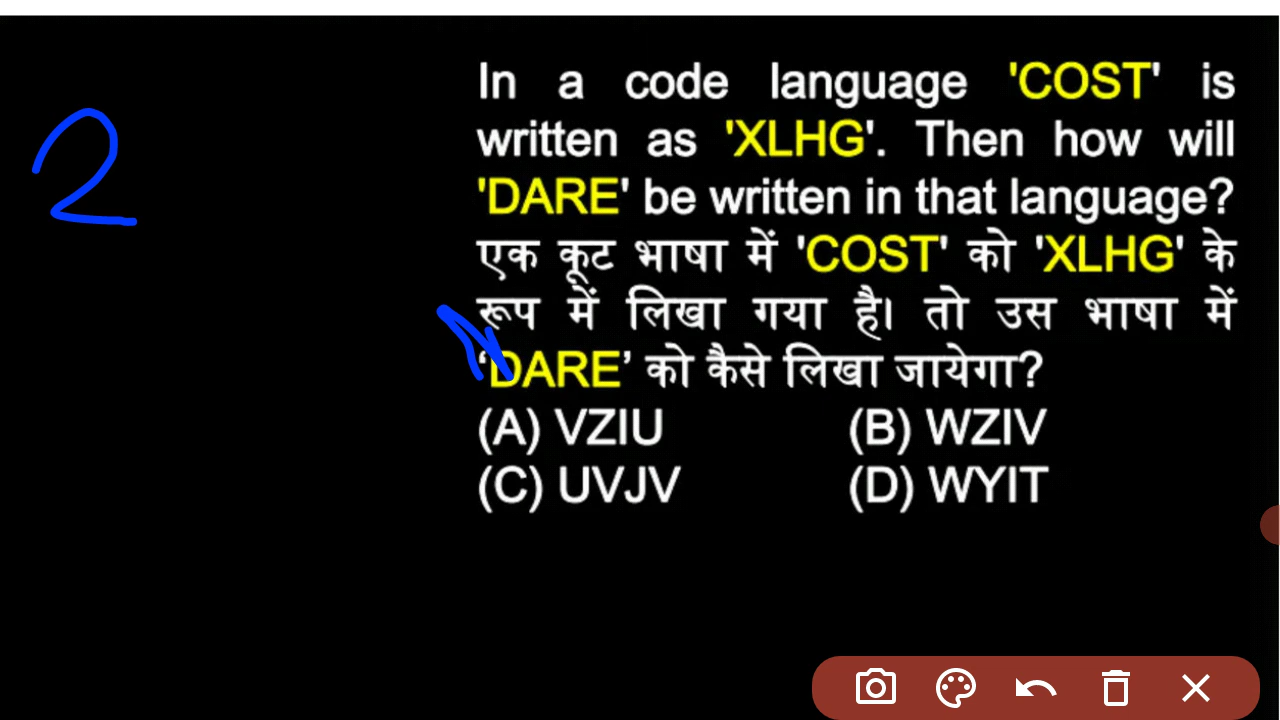 2
In a code language 'COST' is
written as 'XLHG'. Then how will
'DARE' be written in that language?
एक कूट भाषा में 'COST' को 'XLHG' के
रूप में लिखा गया है। तो उस भाषा में
‘DARE’ को कैसे लिखा जायेगा?
(A) VZIU (B) WZIV
(C) UVJV (D) WYIT